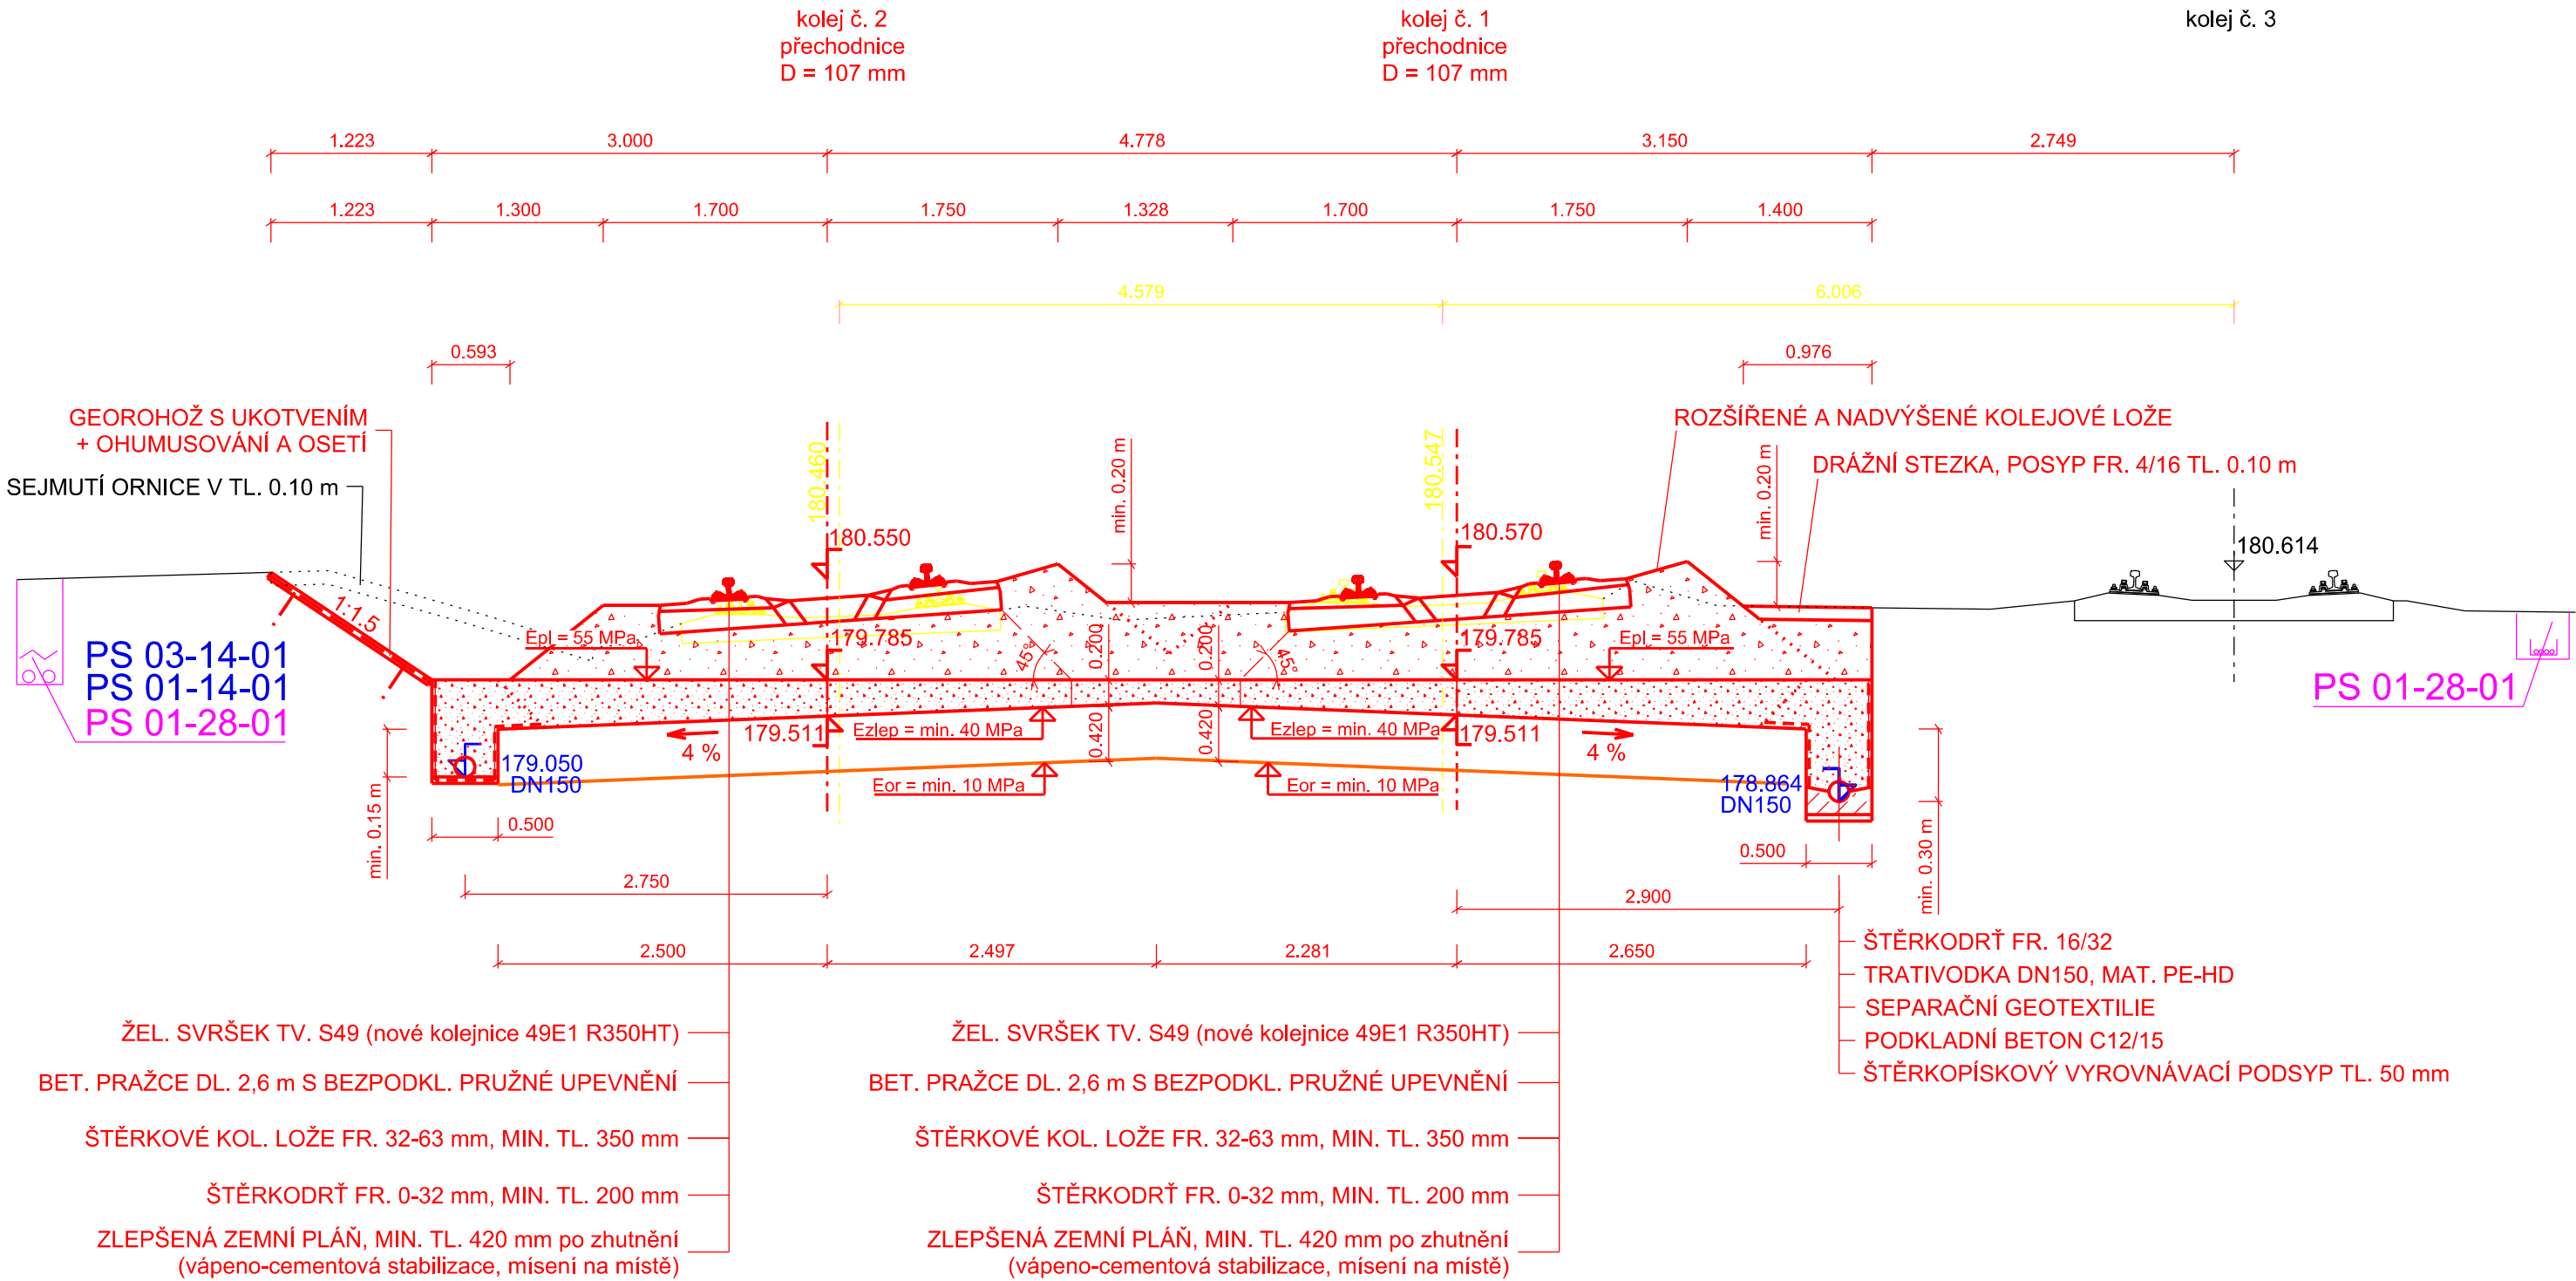 kolej č. 2
přechodnice
D = 107 mm
kolej č. 1
přechodnice
D = 107 mm
kolej č. 3
1.223
3.000
4.778
3.150
2.749
1.223
1.300
1.700
1.750
1.328
1.700
1.750
1.400
4.579
6.006
0.593
0.976
GEOROHOŽ S UKOTVENÍM
+ OHUMUSOVÁNÍ A OSETÍ
SEJMUTÍ ORNICE V TL. 0.10 m
ROZŠÍŘENÉ A NADVÝŠENÉ KOLEJOVÉ LOŽE
DRÁŽNÍ STEZKA, POSYP FR. 4/16 TL. 0.10 m
180.460
180.550
min. 0.20 m
180.547
180.570
min. 0.20 m
180.614
1:1.5
Epl = 55 MPa
179.785
45°
0.200
0.200
45°
179.785
Epl = 55 MPa
PS 03-14-01
PS 01-14-01
PS 01-28-01
PS 01-28-01
4 %
179.511
Ezlep = min. 40 MPa
0.420
0.420
Ezlep = min. 40 MPa
179.511
4 %
179.050
DN150
Eor = min. 10 MPa
Eor = min. 10 MPa
178.864
DN150
min. 0.15 m
0.500
0.500
min. 0.30 m
2.750
2.900
2.500
2.497
2.281
2.650
ŠTĚRKODRŤ FR. 16/32
TRATIVODKA DN150, MAT. PE-HD
SEPARAČNÍ GEOTEXTILIE
PODKLADNÍ BETON C12/15
ŠTĚRKOPÍSKOVÝ VYROVNÁVACÍ PODSYP TL. 50 mm
ŽEL. SVRŠEK TV. S49 (nové kolejnice 49E1 R350HT)
BET. PRAŽCE DL. 2,6 m S BEZPODKL. PRUŽNÉ UPEVNĚNÍ
ŠTĚRKOVÉ KOL. LOŽE FR. 32-63 mm, MIN. TL. 350 mm
ŠTĚRKODRŤ FR. 0-32 mm, MIN. TL. 200 mm
ZLEPŠENÁ ZEMNÍ PLÁŇ, MIN. TL. 420 mm po zhutnění
(vápeno-cementová stabilizace, mísení na místě)
ŽEL. SVRŠEK TV. S49 (nové kolejnice 49E1 R350HT)
BET. PRAŽCE DL. 2,6 m S BEZPODKL. PRUŽNÉ UPEVNĚNÍ
ŠTĚRKOVÉ KOL. LOŽE FR. 32-63 mm, MIN. TL. 350 mm
ŠTĚRKODRŤ FR. 0-32 mm, MIN. TL. 200 mm
ZLEPŠENÁ ZEMNÍ PLÁŇ, MIN. TL. 420 mm po zhutnění
(vápeno-cementová stabilizace, mísení na místě)